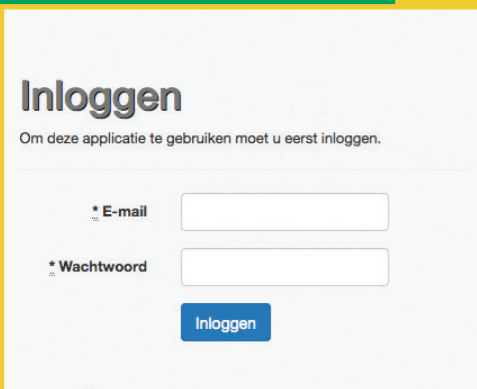 Inloggen
Om deze applicatie te gebruiken moet u eerst inloggen.
* E-mail
* Wachtwoord
Inloggen